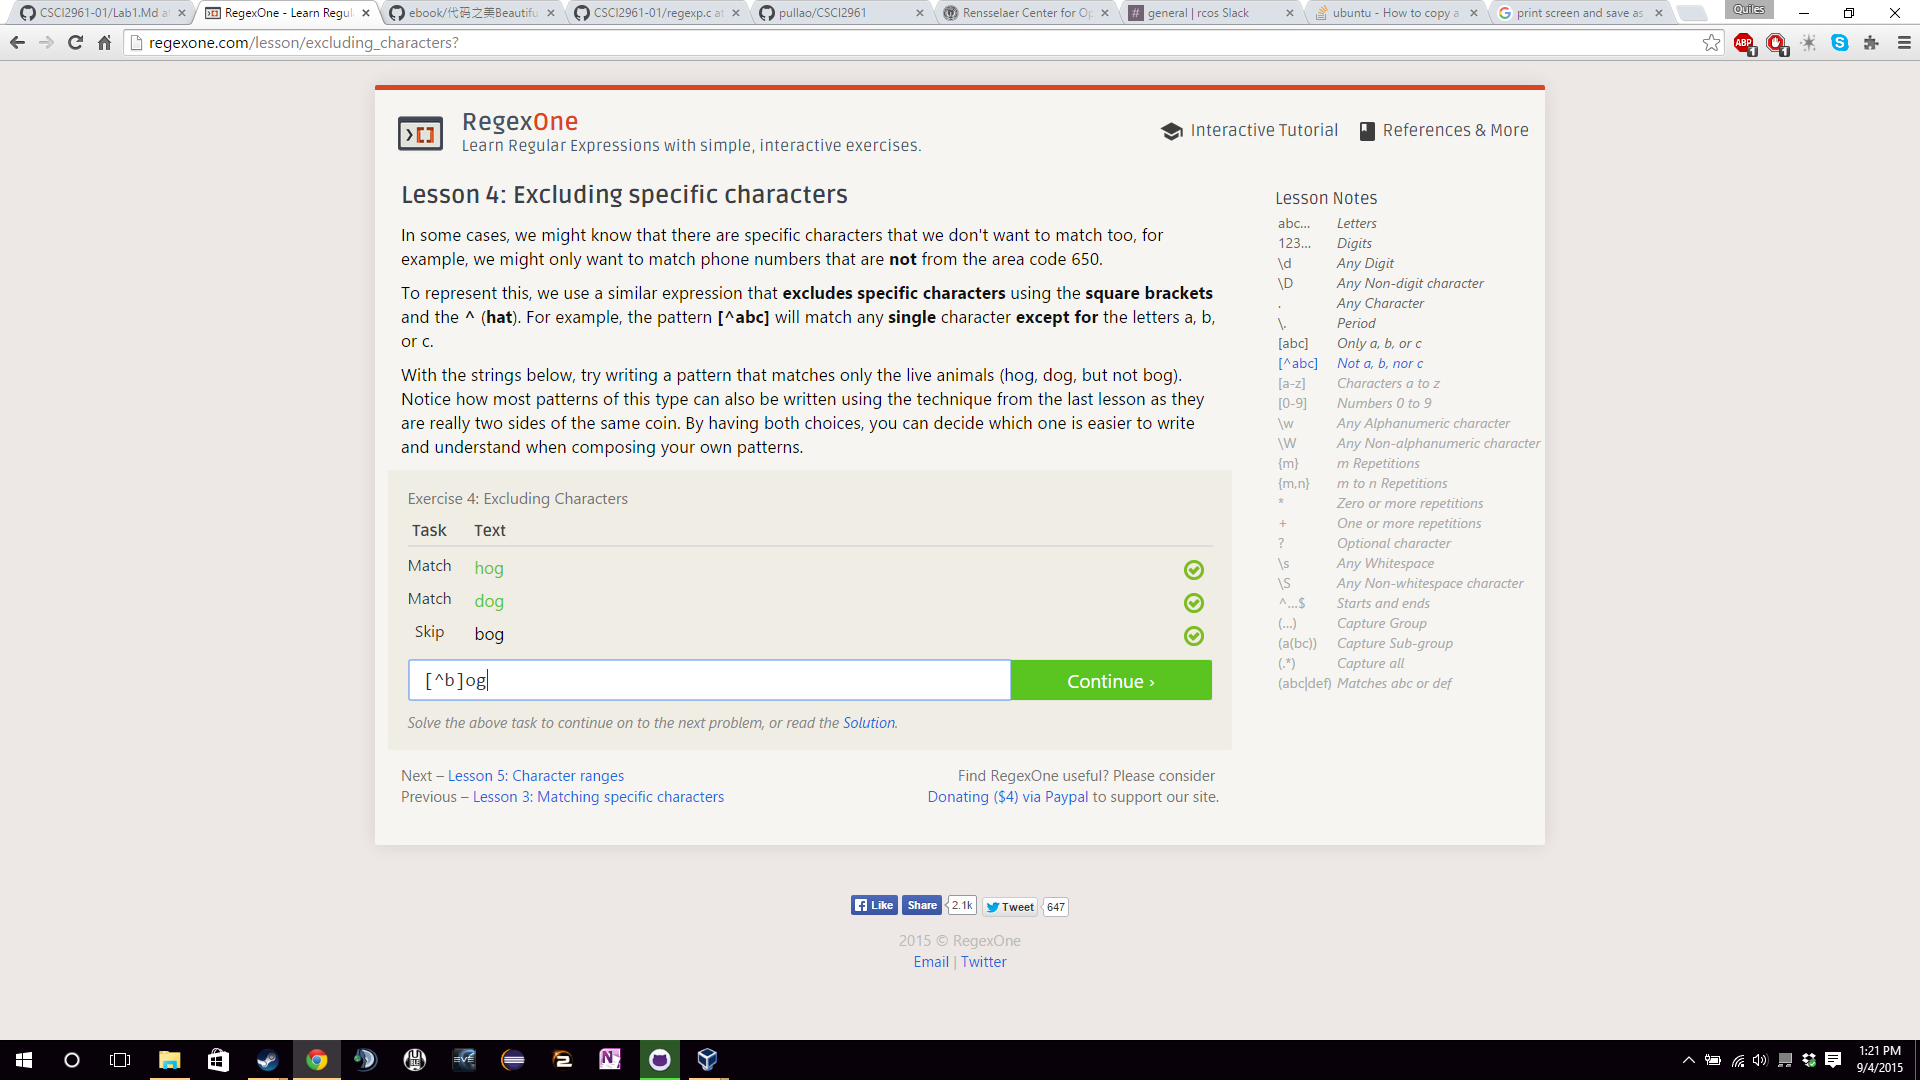 CSCI2961-01/Lab1.Md a
RegexOne - Learn Regul
ebook/代码之美Beautifu
CSCI2961-01/regexp.c at
pullao/CSCI2961
Rensselaer Center for Op
general | rcos Slack
ubuntu - How to copy a
print screen and save as
Quiles
regexone.com/lesson/excluding_characters?
ABP 1 1
RegexOne
Learn Regular Expressions with simple, interactive exercises.
Interactive Tutorial
References & More
Lesson 4: Excluding specific characters
In some cases, we might know that there are specific characters that we don't want to match too, for
example, we might only want to match phone numbers that are not from the area code 650.
To represent this, we use a similar expression that excludes specific characters using the square brackets
and the ^ (hat). For example, the pattern [^abc] will match any single character except for the letters a, b,
or c.
With the strings below, try writing a pattern that matches only the live animals (hog, dog, but not bog).
Notice how most patterns of this type can also be written using the technique from the last lesson as they
are really two sides of the same coin. By having both choices, you can decide which one is easier to write
and understand when composing your own patterns.
Exercise 4: Excluding Characters
Task Text
Match hog
Match dog
Skip bog
[^b]og
Continue ›
Solve the above task to continue on to the next problem, or read the Solution.
Next – Lesson 5: Character ranges
Previous – Lesson 3: Matching specific characters
Find RegexOne useful? Please consider
Donating ($4) via Paypal to support our site.
Lesson Notes
abc... Letters
123... Digits
\d Any Digit
\D Any Non-digit character
. Any Character
\. Period
[abc] Only a, b, or c
[^abc] Not a, b, nor c
[a-z] Characters a to z
[0-9] Numbers 0 to 9
\w Any Alphanumeric character
\W Any Non-alphanumeric character
{m} m Repetitions
{m,n} m to n Repetitions
* Zero or more repetitions
+ One or more repetitions
? Optional character
\s Any Whitespace
\S Any Non-whitespace character
^...$ Starts and ends
(...) Capture Group
(a(bc)) Capture Sub-group
(.*) Capture all
(abc|def) Matches abc or def
Like Share 2.1k Tweet 647
2015 © RegexOne
Email | Twitter
1:21 PM
9/4/2015